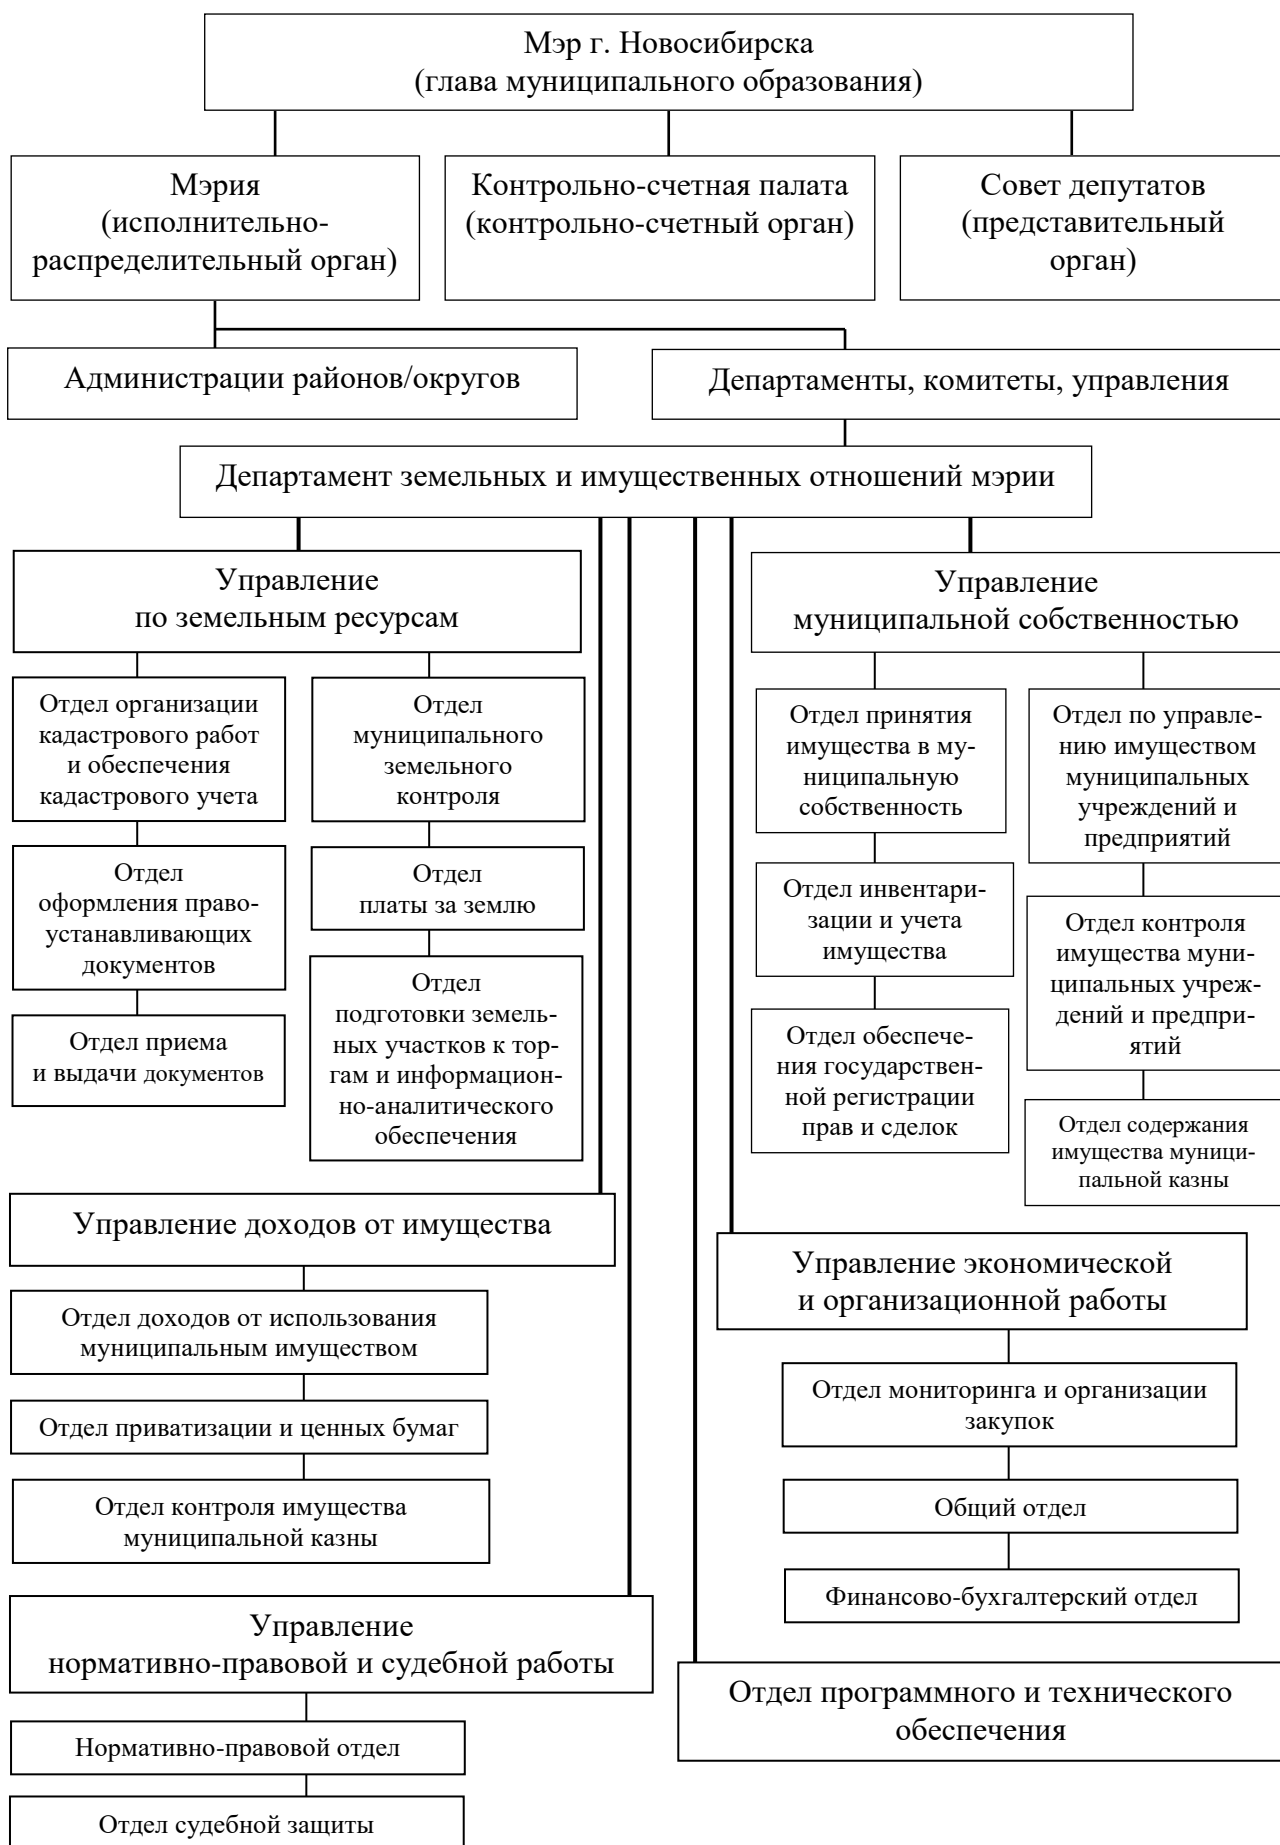 Мэр г. Новосибирска
(глава муниципального образования)
Мэрия
(исполнительно-
распределительный орган)
Контрольно-счетная палата
(контрольно-счетный орган)
Совет депутатов
(представительный
орган)
Администрации районов/округов
Департаменты, комитеты, управления
Департамент земельных и имущественных отношений мэрии
Управление
по земельным ресурсам
Отдел организации
кадастрового работ
и обеспечения
кадастрового учета
Отдел
оформления право-
устанавливающих
документов
Отдел приема
и выдачи документов
Отдел
муниципального
земельного
контроля
Отдел
платы за землю
Отдел
подготовки земель-
ных участков к тор-
гам и информацион-
но-аналитического
обеспечения
Управление
муниципальной собственностью
Отдел принятия
имущества в му-
ниципальную
собственность
Отдел инвентари-
зации и учета
имущества
Отдел обеспече-
ния государствен-
ной регистрации
прав и сделок
Отдел по управле-
нию имуществом
муниципальных
учреждений и
предприятий
Отдел контроля
имущества муни-
ципальных учреж-
дений и предпри-
ятий
Отдел содержания
имущества муници-
пальной казны
Управление доходов от имущества
Отдел доходов от использования
муниципальным имуществом
Отдел приватизации и ценных бумаг
Отдел контроля имущества
муниципальной казны
Управление экономической
и организационной работы
Отдел мониторинга и организации
закупок
Общий отдел
Финансово-бухгалтерский отдел
Управление
нормативно-правовой и судебной работы
Нормативно-правовой отдел
Отдел судебной защиты
Отдел программного и технического
обеспечения